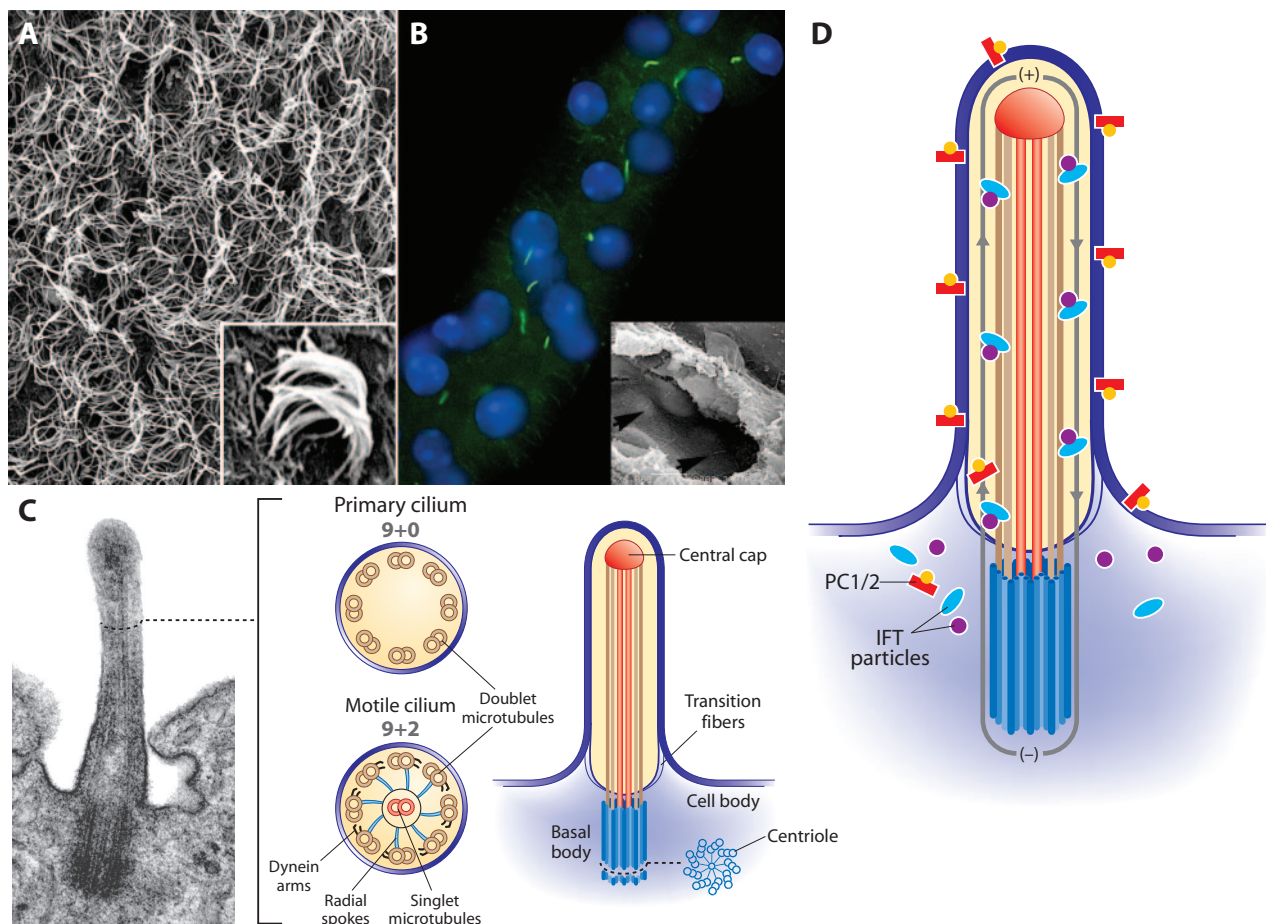 A
B
C
Primary cilium
9+0
Doublet
microtubules
Motile cilium
9+2
Dynein
arms
Radial
spokes
Singlet
microtubules
Central cap
Transition
fibers
Cell body
Basal
body
Centriole
D
(+)
PC1/2
IFT
particles
(–)